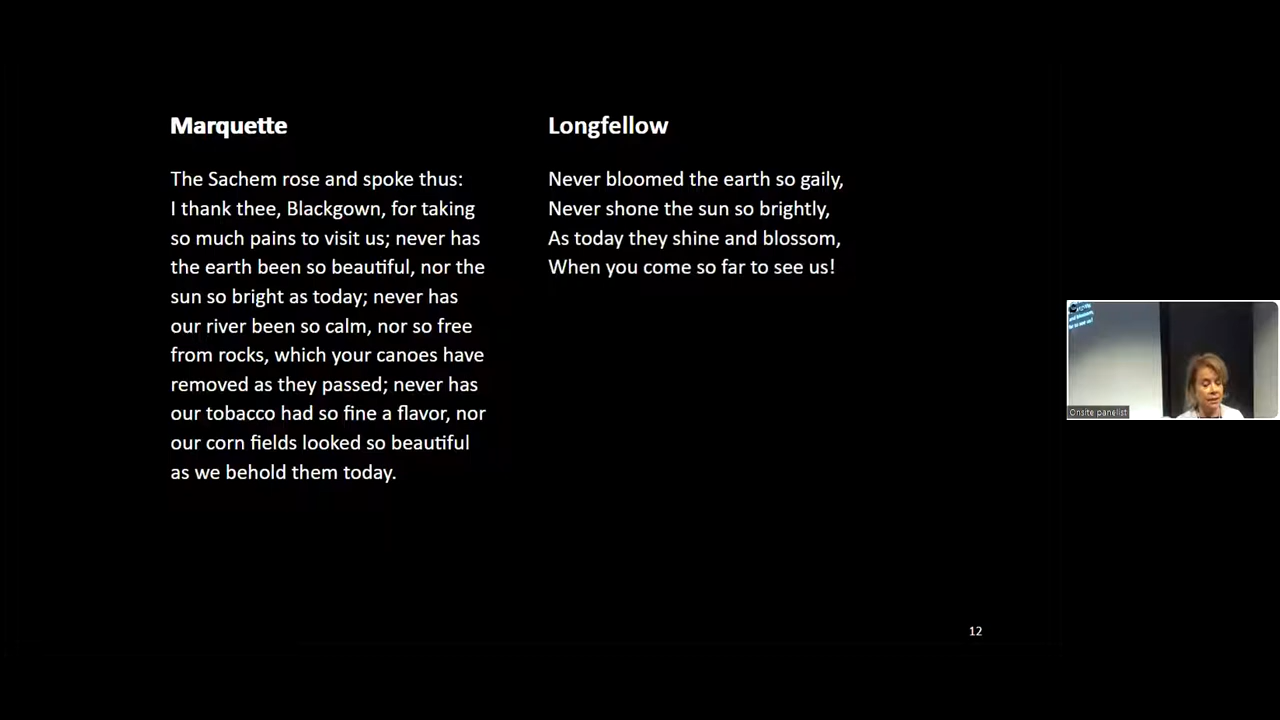 Marquette
The Sachem rose and spoke thus:
I thank thee, Blackgown, for taking
so much pains to visit us; never has
the earth been so beautiful, nor the
sun so bright as today; never has
our river been so calm, nor so free
from rocks, which your canoes have
removed as they passed; never has
our tobacco had so fine a flavor, nor
our corn fields looked so beautiful
as we behold them today.
Longfellow
Never bloomed the earth so gaily,
Never shone the sun so brightly,
As today they shine and blossom,
When you come so far to see us!
Onsite panelist
12